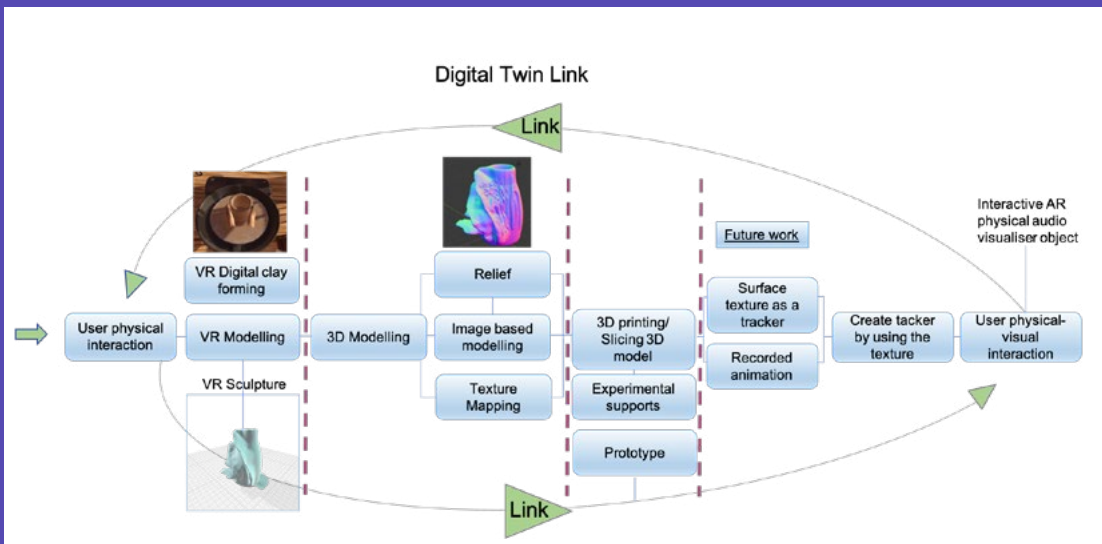 Digital Twin Link
Link
Interactive AR
physical audio
visualiser object
Future work
VR Digital clay
forming
Relief
Surface
texture as a
tracker
User physical
interaction
VR Modelling
3D Modelling
Image based
modelling
3D printing/
Slicing 3D
model
Create tacker
by using the
texture
User physical-
visual
interaction
Recorded
animation
VR Sculpture
Texture
Mapping
Experimental
supports
Prototype
Link